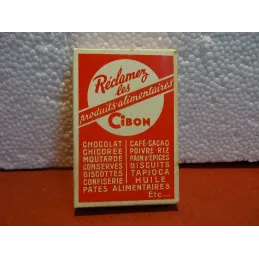 Réclamez
les
produits alimentaires
CIBON
CHOCOLAT
CHICORÉE
MOUTARDE
CONSERVES
BISCOTTES
CONFISERIE
CAFÉ-CACAO
POIVRE RIZ
PAIN d'ÉPICES
BISCUITS
TAPIOCA
HUILE
PATES ALIMENTAIRES
Etc...